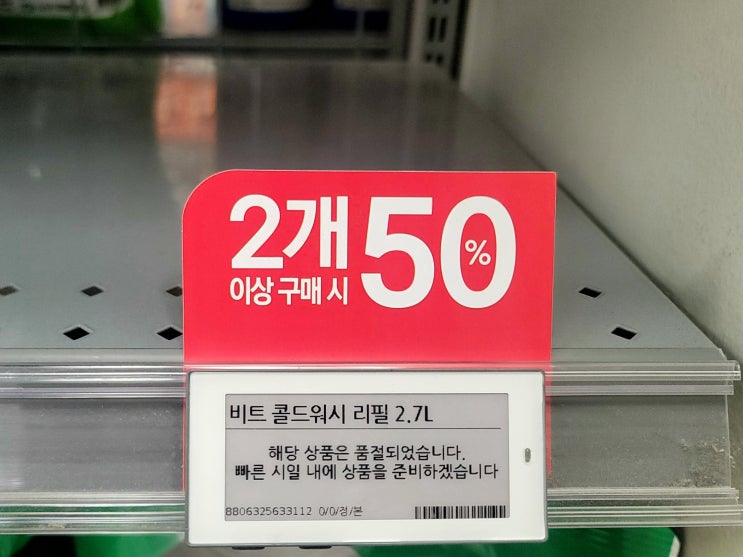 2개
이상 구매 시
50%
비트 콜드워시 리필 2.7L
해당 상품은 품절되었습니다.
빠른 시일 내에 상품을 준비하겠습니다
8806325633112 0/0/정/본